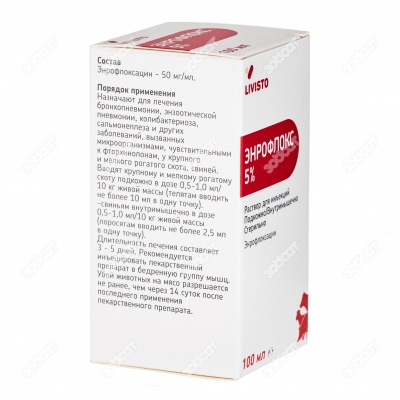 Состав
Энрофлоксацин - 50 мг/мл.
Порядок применения
Назначают для лечения
бронхопневмонии, энзоотической
пневмонии, колибактериоза,
сальмонеллеза и других
заболеваний, вызванных
микроорганизмами, чувствительными
к фторхинолонам, у крупного
и мелкого рогатого скота, свиней.
Вводят крупному и мелкому рогатому
скоту подкожно в дозе 0,5-1,0 мл/
10 кг живой массы (телятам вводить
не более 10 мл в одну точку).
-свиньям внутримышечно в дозе
0,5-1,0 мл/10 кг живой массы
(поросятам вводить не более 2,5 мл
в одну точку).
Длительность лечения составляет
3 - 5 дней. Рекомендуется
инъецировать лекарственный
препарат в бедренную группу мышц.
Убой животных на мясо разрешается
не ранее, чем через 14 суток после
последнего применения
лекарственного препарата.
100 мл
LIVISTO
ЭНРОФЛОКС
5%
Раствор для инъекций
Подкожно/Внутримышечно
Стерильно
Энрофлоксацин
100 мл